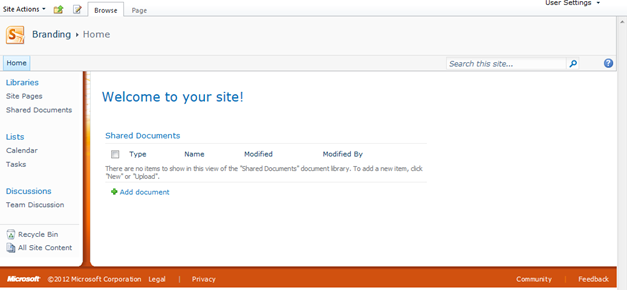 Site Actions Browse Page User Settings
Branding Home
Home Search this site...
Libraries
Site Pages
Shared Documents
Lists
Calendar
Tasks
Discussions
Team Discussion
Recycle Bin
All Site Content
Welcome to your site!
Shared Documents
Type Name Modified Modified By
There are no items to show in this view of the "Shared Documents" document library. To add a new item, click
"New" or "Upload".
Add document
Microsoft ©2012 Microsoft Corporation Legal | Privacy Community | Feedback